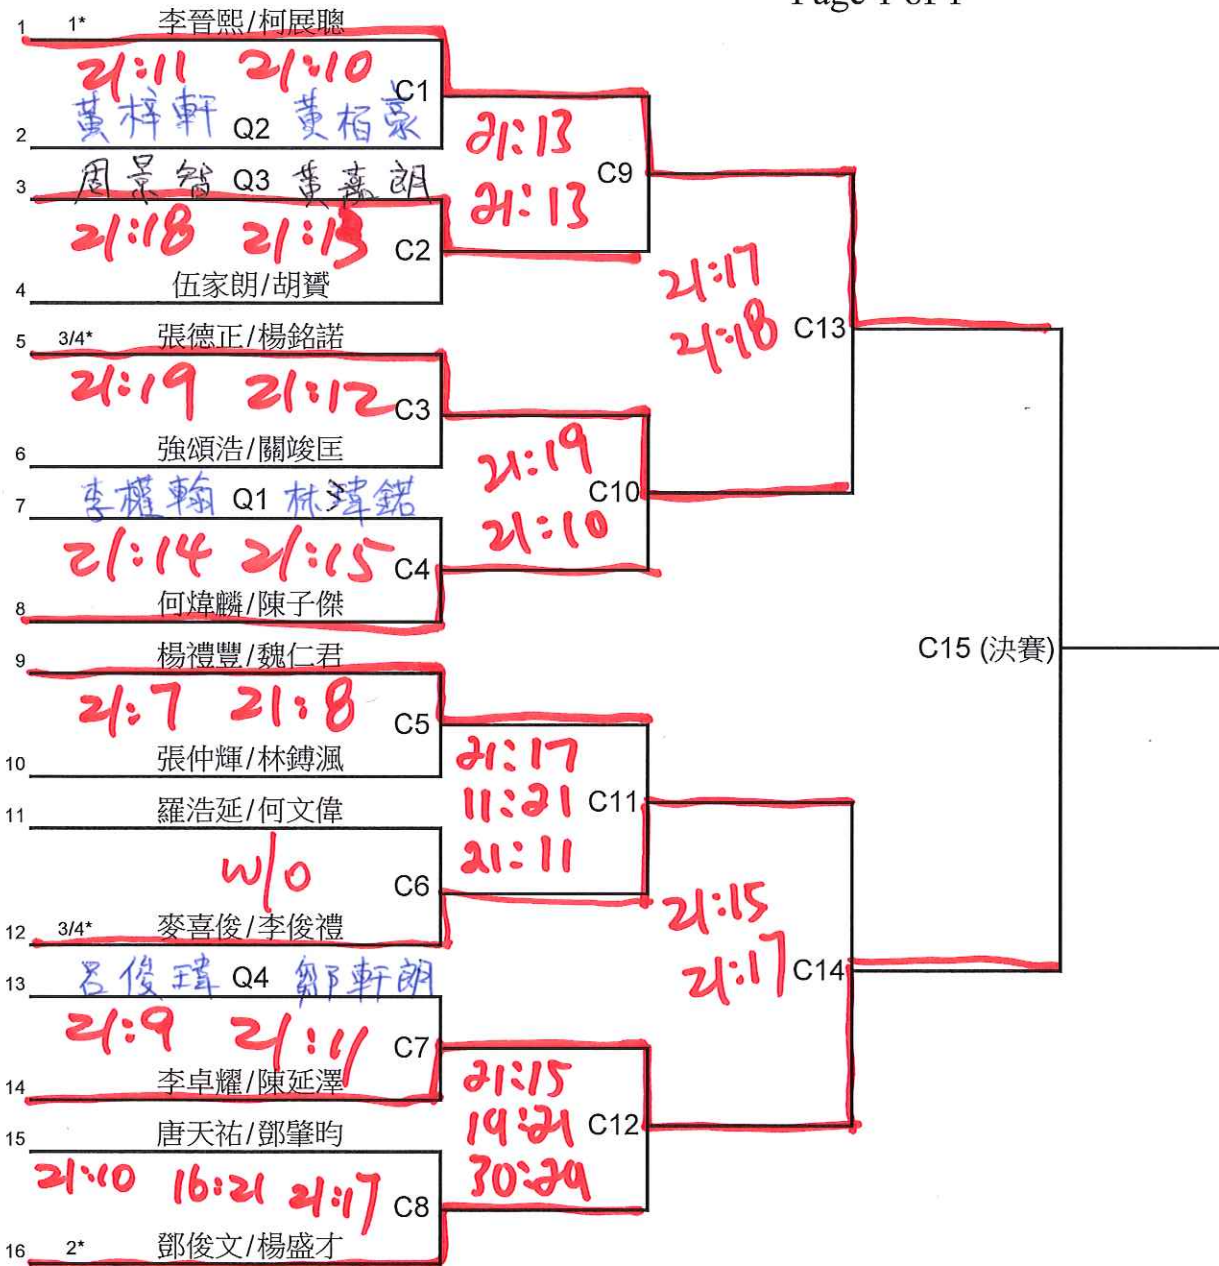 Page 1 of 1
1 1* 李晉熙/柯展聰
21:11 21:10 C1
2 黃梓軒 Q2 黃栢豪
3 周景智 Q3 黃嘉朗
21:18 21:13 C2
4 伍家朗/胡贇
21:13
21:13
C9
5 3/4* 張德正/楊銘諾
21:19 21:12 C3
6 強頌浩/關竣匡
7 李權翰 Q1 林瑋鍩
21:14 21:15 C4
8 何煒麟/陳子傑
21:19
21:10
C10
21:17
21:18
C13
9 楊禮豐/魏仁君
21:7 21:8 C5
10 張仲輝/林鎛渢
11 羅浩延/何文偉
w/o C6
12 3/4* 麥喜俊/李俊禮
21:17
11:21
21:11
C11
13 呂俊瑋 Q4 鄒軒朗
21:9 21:11 C7
14 李卓耀/陳延澤
15 唐天祐/鄧肇昀
21:10 16:21 21:17 C8
16 2* 鄧俊文/楊盛才
21:15
19:21
30:29
C12
21:15
21:17
C14
C15 (決賽)